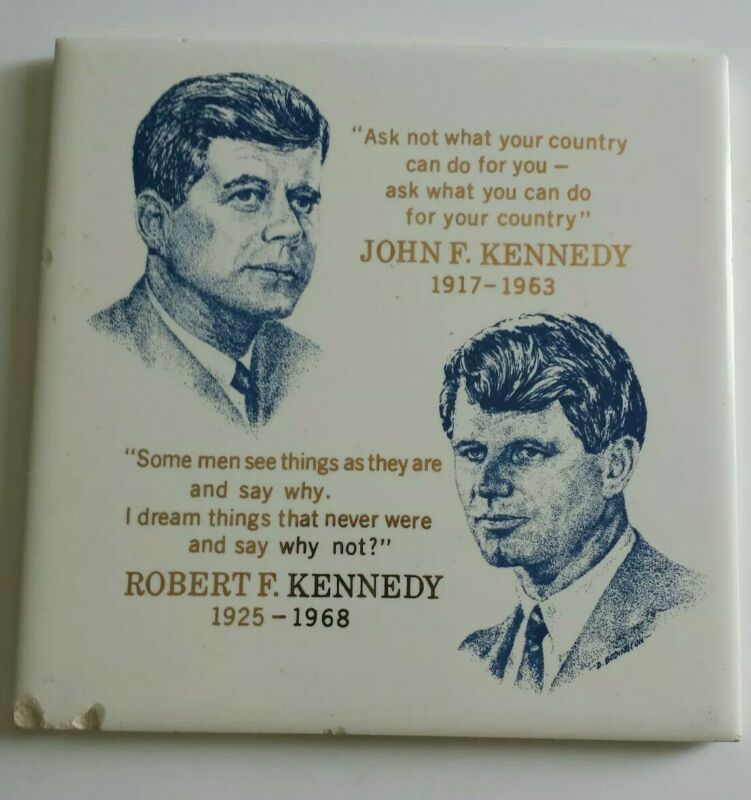 "Ask not what your country
can do for you —
ask what you can do
for your country"
JOHN F. KENNEDY
1917-1963
"Some men see things as they are
and say why.
I dream things that never were
and say why not?"
ROBERT F. KENNEDY
1925-1968